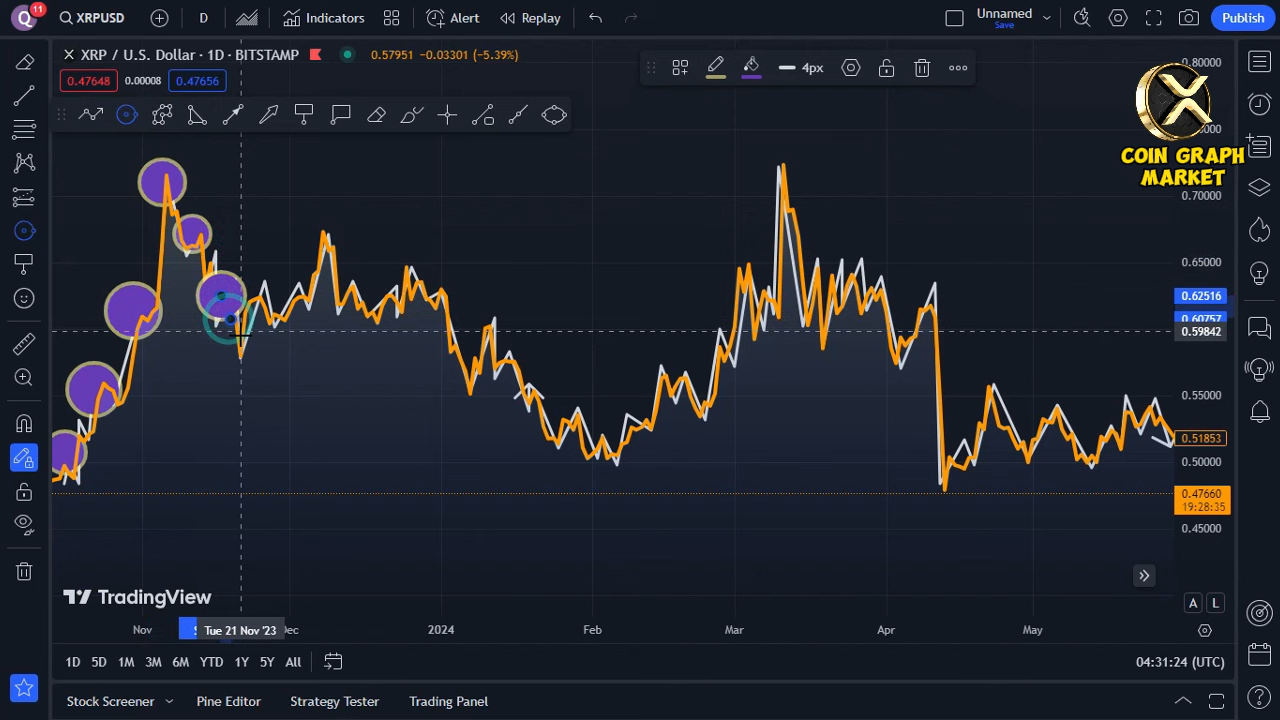 Q 11 XRPUSD D Indicators Alert Replay Unnamed Save Publish
XRP / U.S. Dollar · 1D · BITSTAMP 0.57951 −0.03301 (−5.39%)
0.47648 0.00008 0.47656
4px
COIN GRAPH
MARKET
0.80000
0.70000
0.65000
0.62516
0.60757
0.59842
0.55000
0.51853
0.50000
0.47660
19:28:35
0.45000
TradingView
A L
Nov Tue 21 Nov '23 Dec 2024 Feb Mar Apr May
1D 5D 1M 3M 6M YTD 1Y 5Y All 04:31:24 (UTC)
Stock Screener Pine Editor Strategy Tester Trading Panel